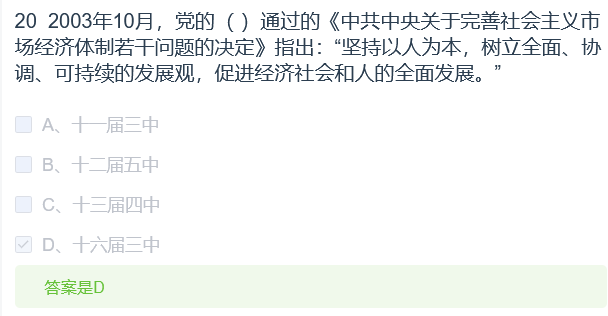 20  2003年10月，党的（ ）通过的《中共中央关于完善社会主义市
场经济体制若干问题的决定》指出：“坚持以人为本，树立全面、协
调、可持续的发展观，促进经济社会和人的全面发展。”
A、十一届三中
B、十二届五中
C、十三届四中
D、十六届三中
答案是D